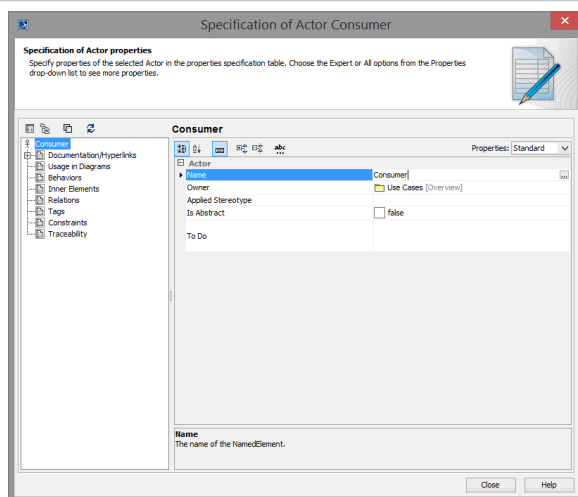 Specification of Actor Consumer
Specification of Actor properties
Specify properties of the selected Actor in the properties specification table. Choose the Expert or All options from the Properties
drop-down list to see more properties.
Consumer
Consumer
Documentation/Hyperlinks
Usage in Diagrams
Behaviors
Inner Elements
Relations
Tags
Constraints
Traceability
abc
Properties: Standard
Actor
Name Consumer ...
Owner Use Cases [Overview]
Applied Stereotype
Is Abstract false
To Do
Name
The name of the NamedElement.
Close Help